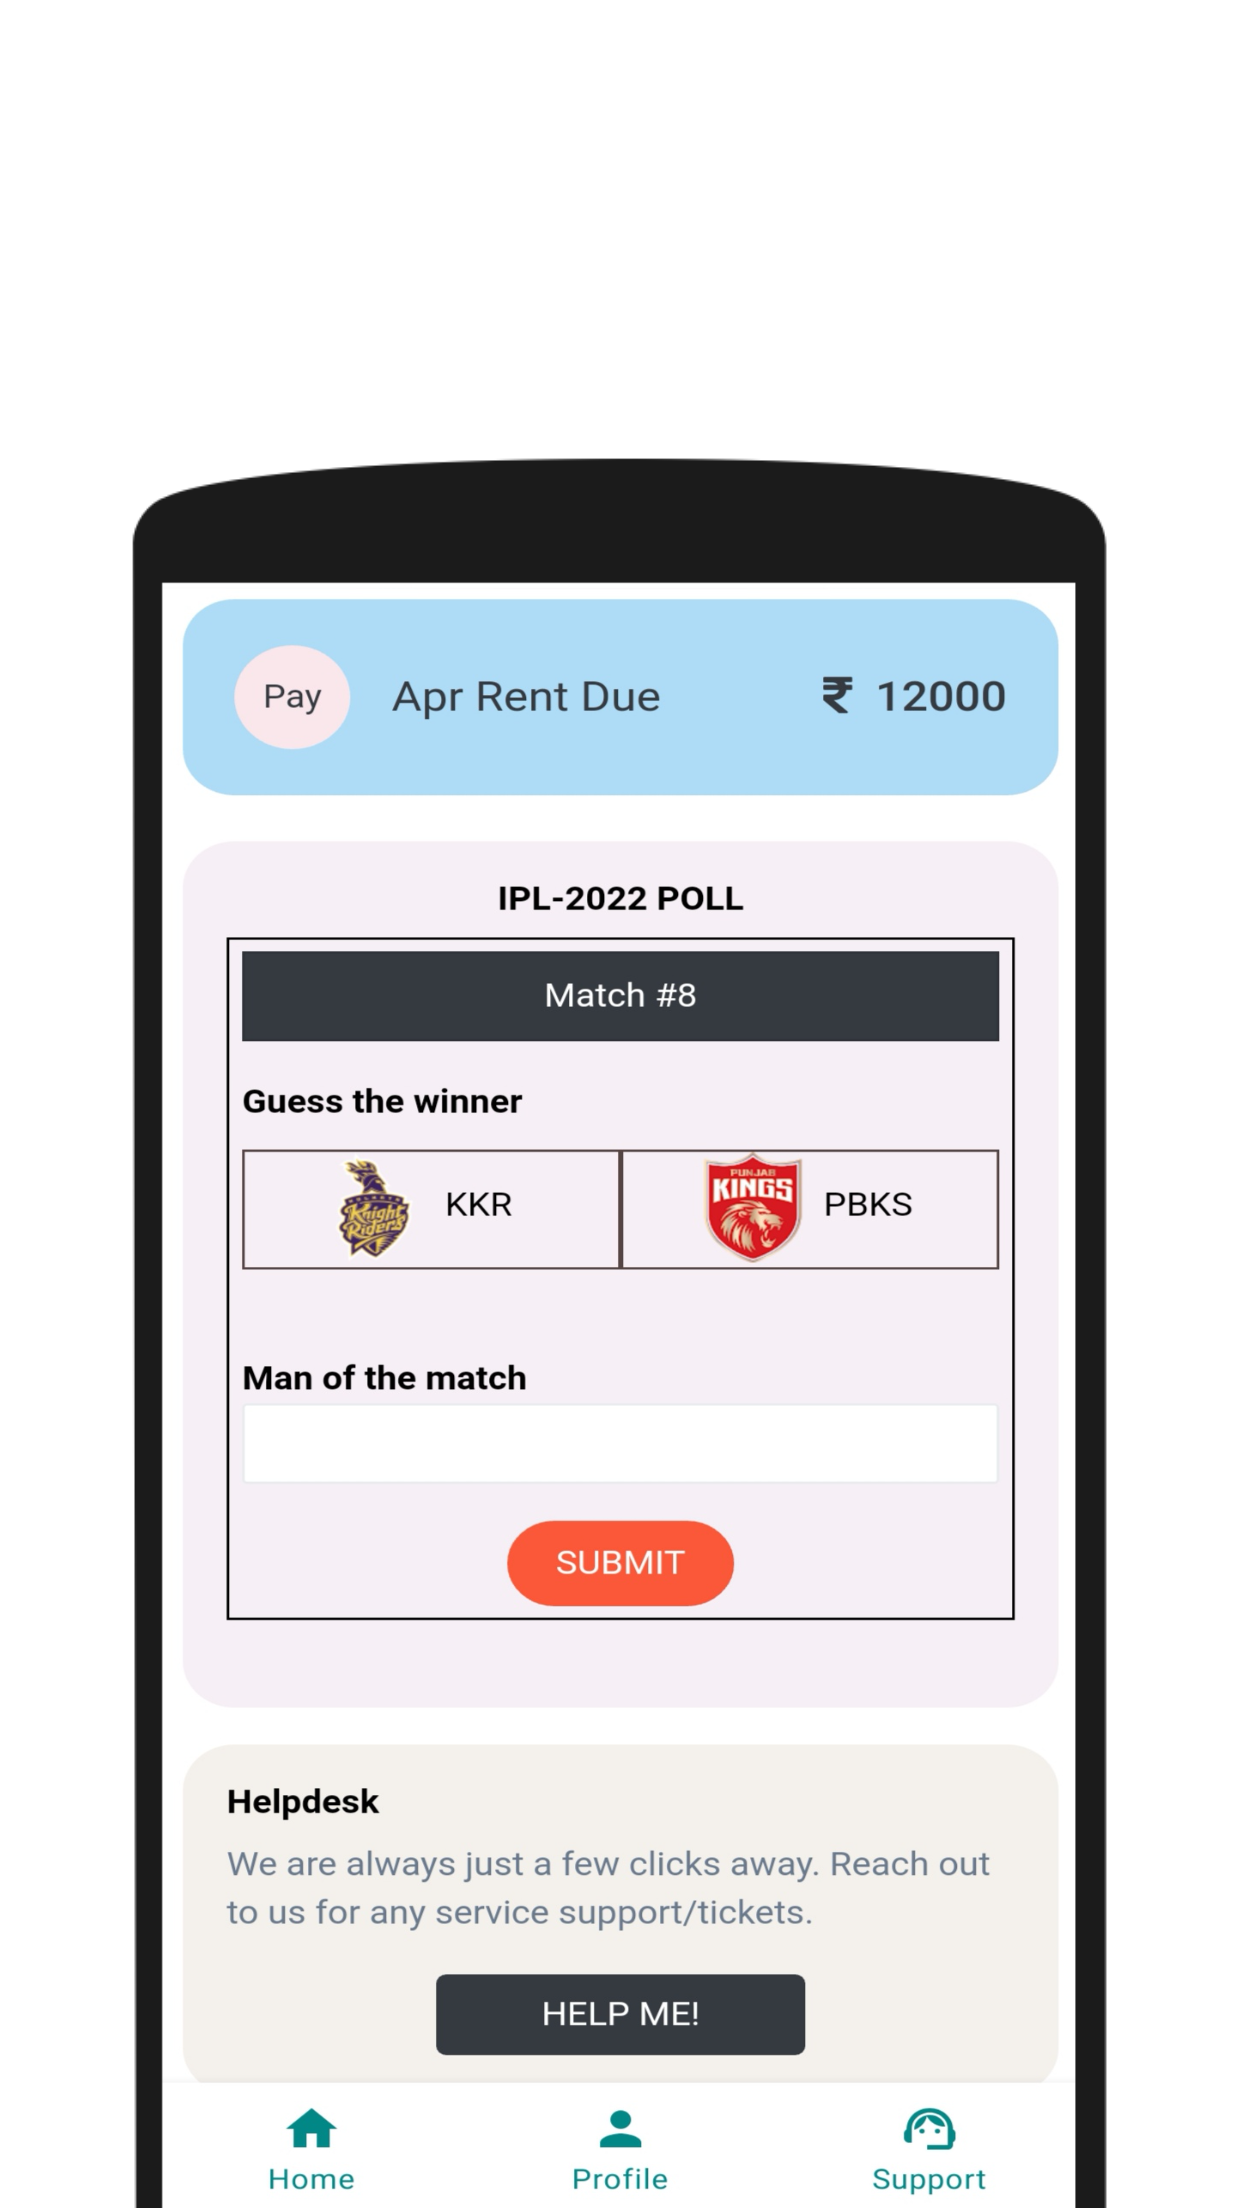 Pay Apr Rent Due ₹ 12000
IPL-2022 POLL
Match #8
Guess the winner
Knight Riders KKR
PUNJAB KINGS PBKS
Man of the match
SUBMIT
Helpdesk
We are always just a few clicks away. Reach out
to us for any service support/tickets.
HELP ME!
Home Profile Support